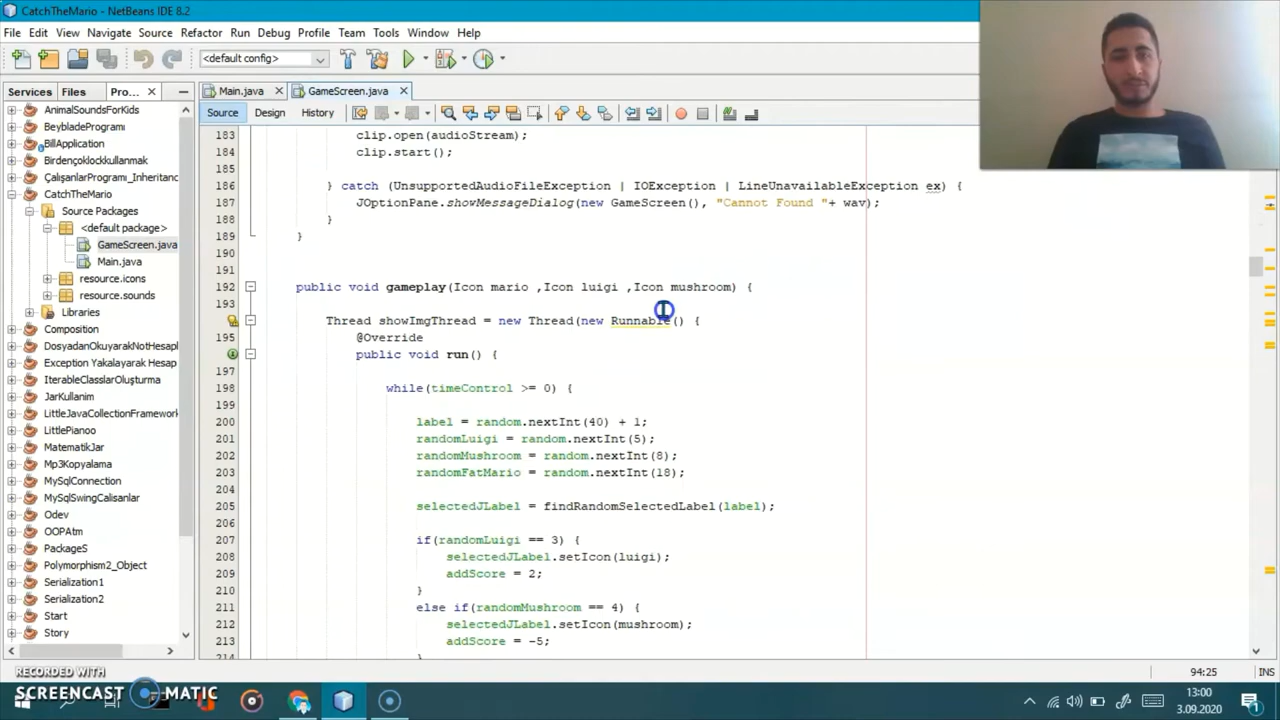 CatchTheMario - NetBeans IDE 8.2
File Edit View Navigate Source Refactor Run Debug Profile Team Tools Window Help
<default config>
Services Files Pro... × Main.java × GameScreen.java ×
Source Design History
AnimalSoundsForKids
BeybladeProgramı
BillApplication
Birdençoklockkullanmak
ÇalışanlarProgramı_Inheritanc
CatchTheMario
Source Packages
<default package>
GameScreen.java
Main.java
resource.icons
resource.sounds
Libraries
Composition
DosyadanOkuyarakNotHesapl
Exception Yakalayarak Hesap
IterableClasslarOluşturma
JarKullanim
LittleJavaCollectionFramework
LittlePianoo
MatematikJar
Mp3Kopyalama
MySqlConnection
MySqlSwingCalisanlar
Odev
OOPAtm
PackageS
Polymorphism2_Object
Serialization1
Serialization2
Start
Story
183 clip.open(audioStream);
184 clip.start();
185
186 } catch (UnsupportedAudioFileException | IOException | LineUnavailableException ex) {
187 JOptionPane.showMessageDialog(new GameScreen(), "Cannot Found "+ wav);
188 }
189 }
190
191
192 public void gameplay(Icon mario ,Icon luigi ,Icon mushroom) {
193
Thread showImgThread = new Thread(new Runnable() {
195 @Override
public void run() {
197
198 while(timeControl >= 0) {
199
200 label = random.nextInt(40) + 1;
201 randomLuigi = random.nextInt(5);
202 randomMushroom = random.nextInt(8);
203 randomFatMario = random.nextInt(18);
204
205 selectedJLabel = findRandomSelectedLabel(label);
206
207 if(randomLuigi == 3) {
208 selectedJLabel.setIcon(luigi);
209 addScore = 2;
210 }
211 else if(randomMushroom == 4) {
212 selectedJLabel.setIcon(mushroom);
213 addScore = -5;
214 }
94:25 INS
RECORDED WITH
SCREENCAST MATIC
13:00
3.09.2020
1